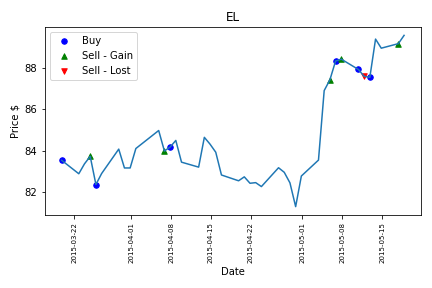 EL
Buy
Sell - Gain
Sell - Lost
Price $
88
86
84
82
2015-03-22
2015-04-01
2015-04-08
2015-04-15
2015-04-22
2015-05-01
2015-05-08
2015-05-15
Date